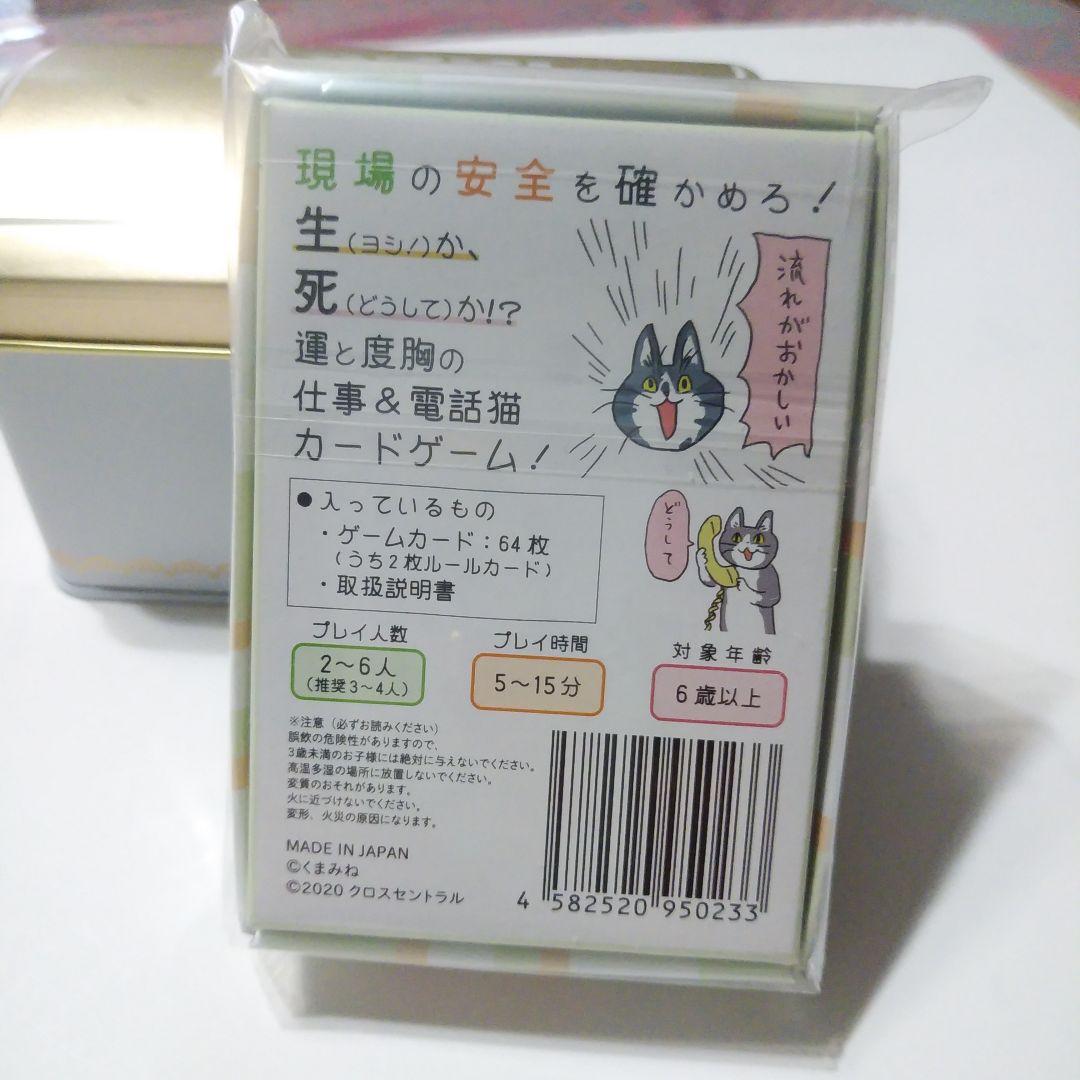 現場の安全を確かめろ!
生(ヨシ!)か、
死(どうして)か!?
運と度胸の
仕事&電話猫
カードゲーム!
流れがおかしい
●入っているもの
・ゲームカード:64枚
(うち2枚ルールカード)
・取扱説明書
どうして
プレイ人数
2〜6人
(推奨3〜4人)
プレイ時間
5〜15分
対象年齢
6歳以上
※注意(必ずお読みください)
誤飲の危険性がありますので、
3歳未満のお子様には絶対に与えないでください。
高温多湿の場所に放置しないでください。
変質のおそれがあります。
火に近づけないでください。
変形、火災の原因になります。
MADE IN JAPAN
©くまみね
©2020 クロスセントラル
4 582520 950233